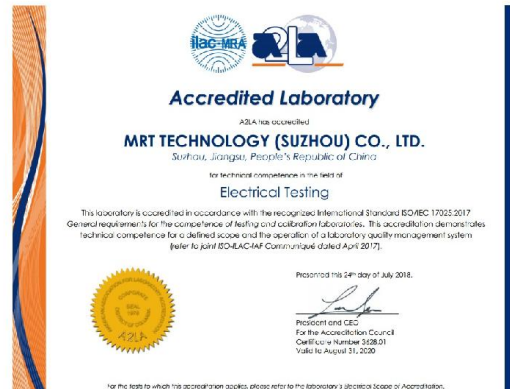 ilac-MRA
A2LA
Accredited Laboratory
A2LA has accredited
MRT TECHNOLOGY (SUZHOU) CO., LTD.
Suzhou, Jiangsu, People's Republic of China
for technical competence in the field of
Electrical Testing
This laboratory is accredited in accordance with the recognized International Standard ISO/IEC 17025:2017
General requirements for the competence of testing and calibration laboratories. This accreditation demonstrates
technical competence for a defined scope and the operation of a laboratory quality management system
(refer to joint ISO-ILAC-IAF Communiqué dated April 2017).
Presented this 24th day of July 2018.
President and CEO
For the Accreditation Council
Certificate Number 3628.01
Valid to August 31, 2020
CORPORATE
SEAL
1978
A2LA
For the tests to which this accreditation applies, please refer to the laboratory's Electrical Scope of Accreditation.